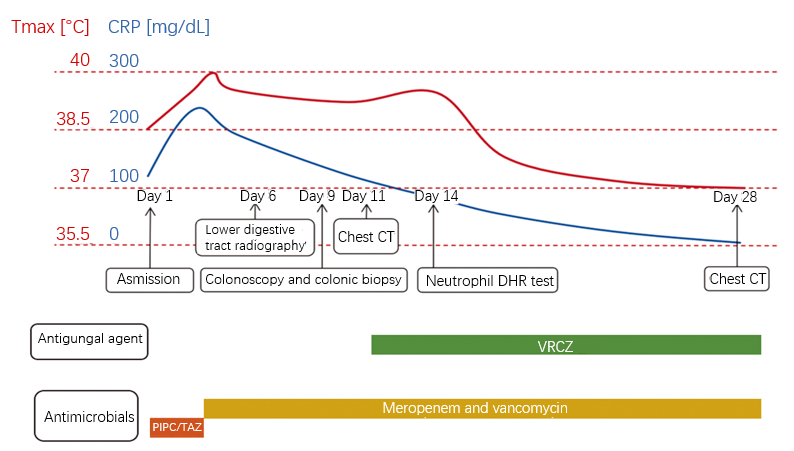 Tmax [°C] CRP [mg/dL]
40 300
38.5 200
37 100
Day 1 Day 6 Day 9 Day 11 Day 14 Day 28
35.5 0
Lower digestive
tract radiography'
Chest CT
Asmission
Colonoscopy and colonic biopsy
Neutrophil DHR test
Chest CT
Antigungal agent
VRCZ
Antimicrobials
Meropenem and vancomycin
PIPC/TAZ